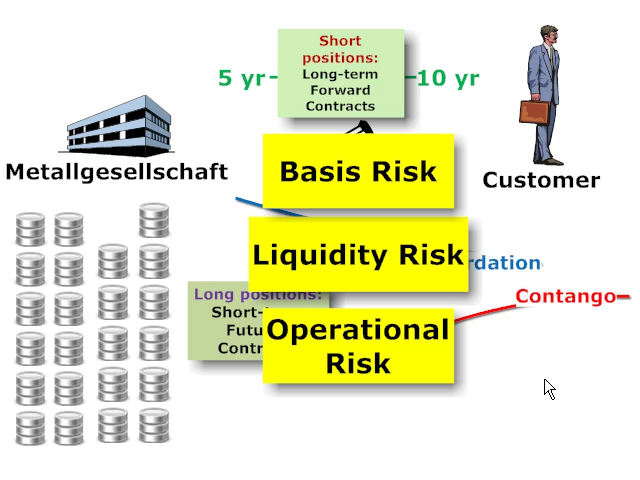 Short
positions:
Long-term
Forward
Contracts
5 yr
10 yr
Metallgesellschaft
Customer
Basis Risk
Liquidity Risk
rdation
Contango
Long positions:
Short-
Futu
Contr
Operational
Risk